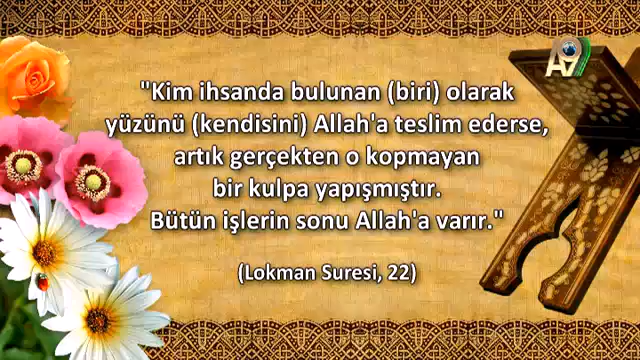 "Kim ihsanda bulunan (biri) olarak
yüzünü (kendisini) Allah'a teslim ederse,
artık gerçekten o kopmayan
bir kulpa yapışmıştır.
Bütün işlerin sonu Allah'a varır."
(Lokman Suresi, 22)
A9